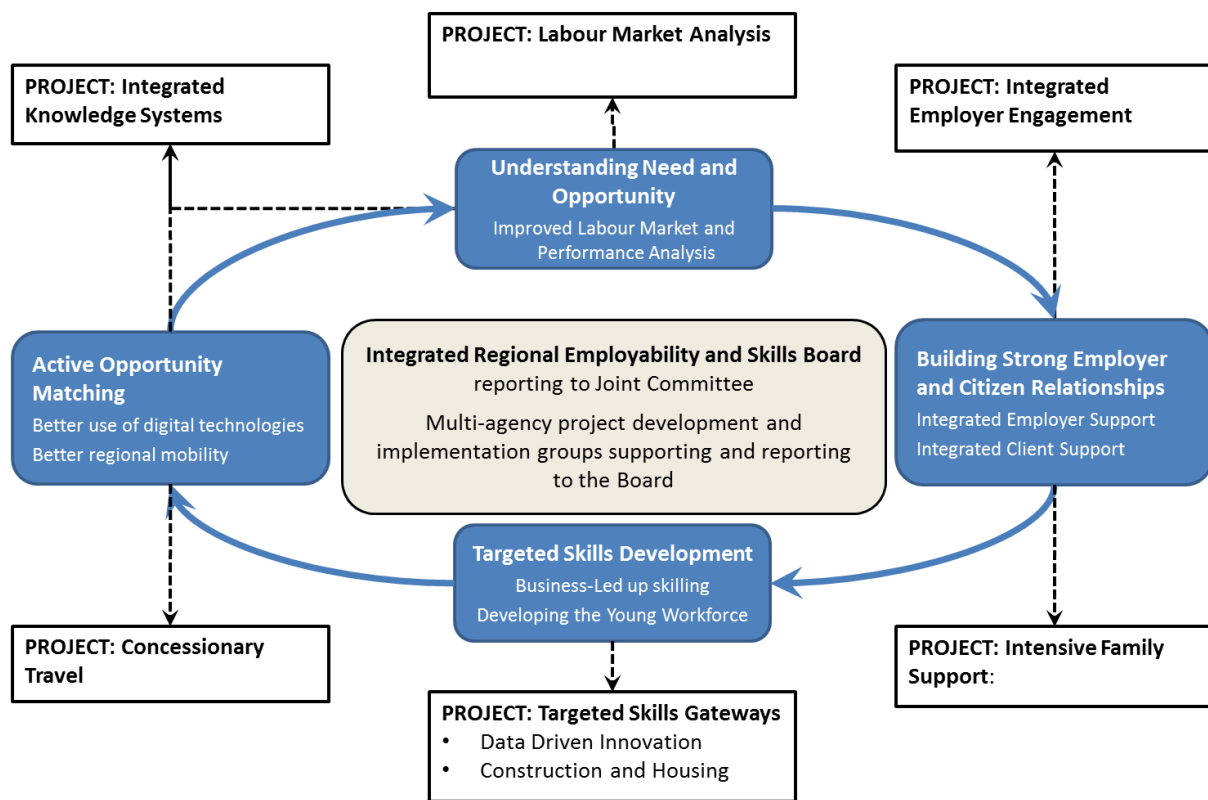 PROJECT: Labour Market Analysis
PROJECT: Integrated
Knowledge Systems
PROJECT: Integrated
Employer Engagement
Understanding Need and
Opportunity
Improved Labour Market and
Performance Analysis
Active Opportunity
Matching
Better use of digital technologies
Better regional mobility
Integrated Regional Employability and Skills Board
reporting to Joint Committee
Multi-agency project development and
implementation groups supporting and reporting
to the Board
Building Strong Employer
and Citizen Relationships
Integrated Employer Support
Integrated Client Support
Targeted Skills Development
Business-Led up skilling
Developing the Young Workforce
PROJECT: Concessionary
Travel
PROJECT: Intensive Family
Support:
PROJECT: Targeted Skills Gateways
• Data Driven Innovation
• Construction and Housing